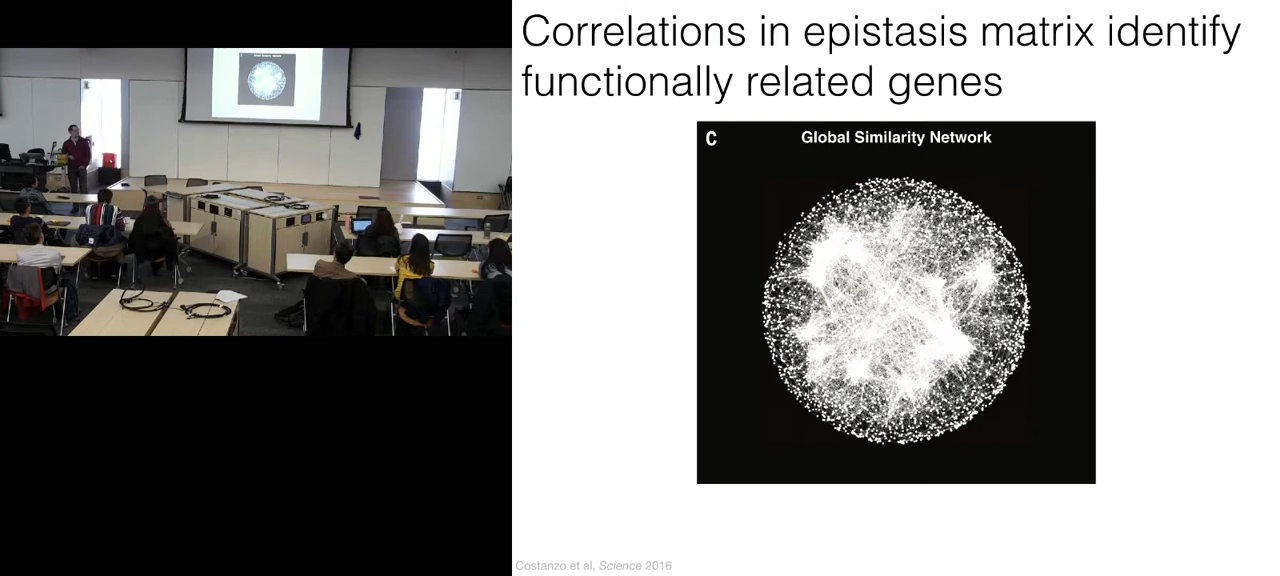 Correlations in epistasis matrix identify
functionally related genes
C
Global Similarity Network
Costanzo et al, Science 2016